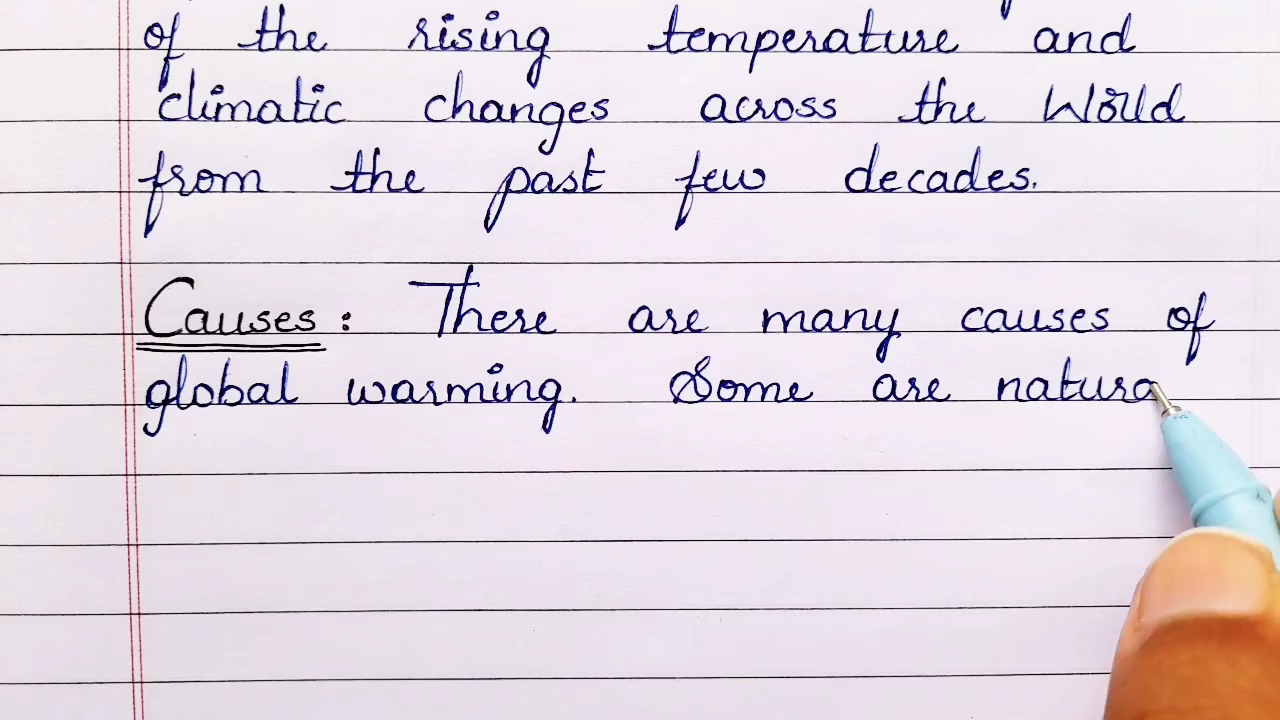 of the rising temperature and
climatic changes across the World
from the past few decades.
Causes : There are many causes of
global warming. Some are natura